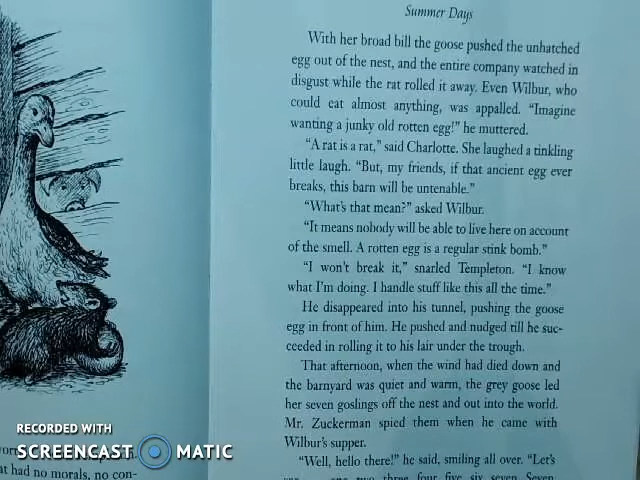 Summer Days
With her broad bill the goose pushed the unhatched
egg out of the nest, and the entire company watched in
disgust while the rat rolled it away. Even Wilbur, who
could eat almost anything, was appalled. “Imagine
wanting a junky old rotten egg!” he muttered.
“A rat is a rat,” said Charlotte. She laughed a tinkling
little laugh. “But, my friends, if that ancient egg ever
breaks, this barn will be untenable.”
“What’s that mean?” asked Wilbur.
“It means nobody will be able to live here on account
of the smell. A rotten egg is a regular stink bomb.”
“I won’t break it,” snarled Templeton. “I know
what I’m doing. I handle stuff like this all the time.”
He disappeared into his tunnel, pushing the goose
egg in front of him. He pushed and nudged till he suc-
ceeded in rolling it to his lair under the trough.
That afternoon, when the wind had died down and
the barnyard was quiet and warm, the grey goose led
her seven goslings off the nest and out into the world.
Mr. Zuckerman spied them when he came with
Wilbur’s supper.
“Well, hello there!” he said, smiling all over. “Let’s
one two three four five six seven. Seven
at had no morals, no con-
RECORDED WITH
SCREENCAST MATIC